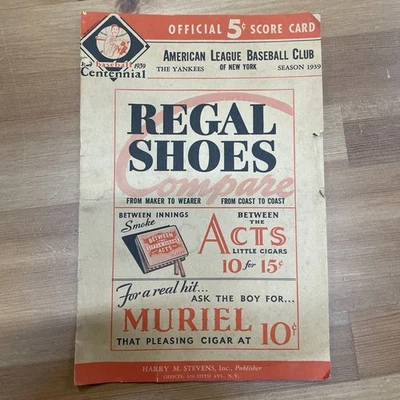 OFFICIAL 5¢ SCORE CARD
AMERICAN LEAGUE BASEBALL CLUB
THE YANKEES OF NEW YORK SEASON 1939
1939
baseball
Centennial
REGAL
SHOES
Compare
FROM MAKER TO WEARER FROM COAST TO COAST
BETWEEN INNINGS
Smoke
BETWEEN
THE
ACTS
LITTLE CIGARS
10 for 15¢
BETWEEN
ACTS
For a real hit...
ASK THE BOY FOR...
MURIEL 10¢
THAT PLEASING CIGAR AT
HARRY M. STEVENS, Inc., Publisher